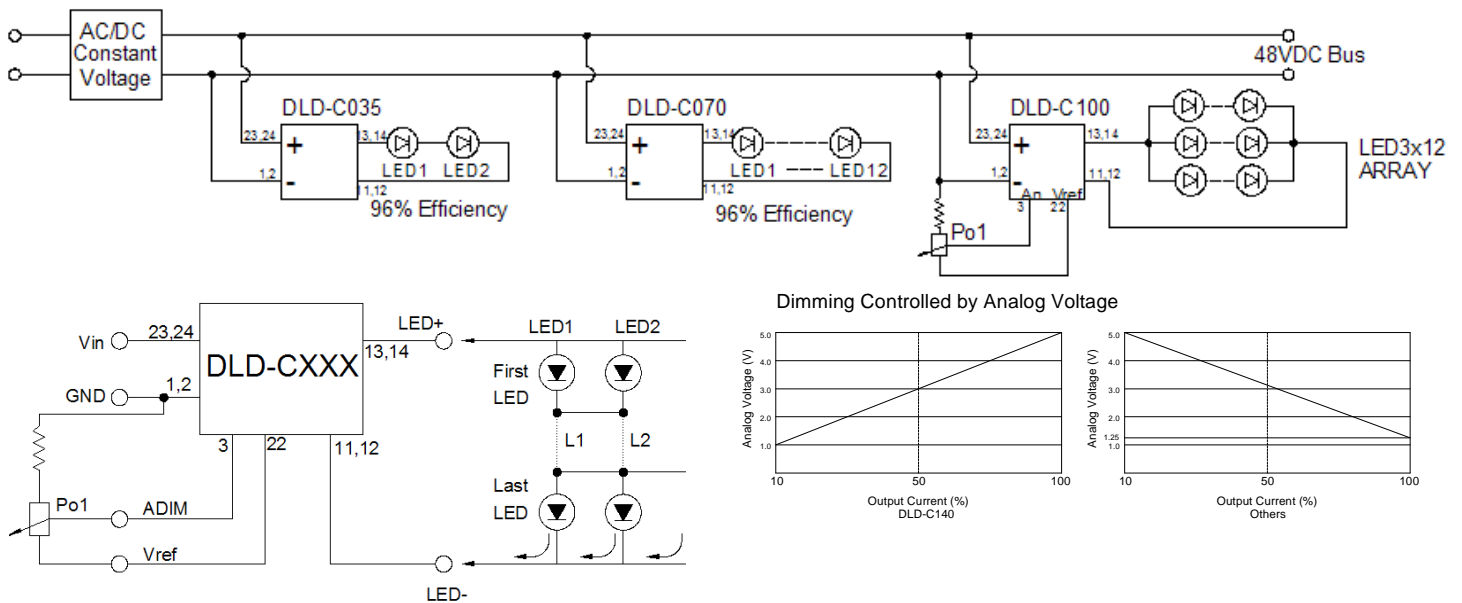 AC/DC
Constant
Voltage
48VDC Bus
DLD-C035
23,24
+
13,14
1,2
-
11,12
LED1 LED2
96% Efficiency
DLD-C070
23,24
+
13,14
1,2
-
11,12
LED1 ---- LED12
96% Efficiency
DLD-C100
23,24
+
13,14
1,2
-
11,12
An Vref
3 22
Po1
LED3x12
ARRAY
Vin
23,24
GND
1,2
DLD-CXXX
LED+
13,14
3
22
11,12
Po1
ADIM
Vref
LED-
LED1 LED2
First
LED
L1 L2
Last
LED
Dimming Controlled by Analog Voltage
Analog Voltage (V)
5.0
4.0
3.0
2.0
1.0
10 50 100
Output Current (%)
DLD-C140
Analog Voltage (V)
5.0
4.0
3.0
2.0
1.25
1.0
10 50 100
Output Current (%)
Others